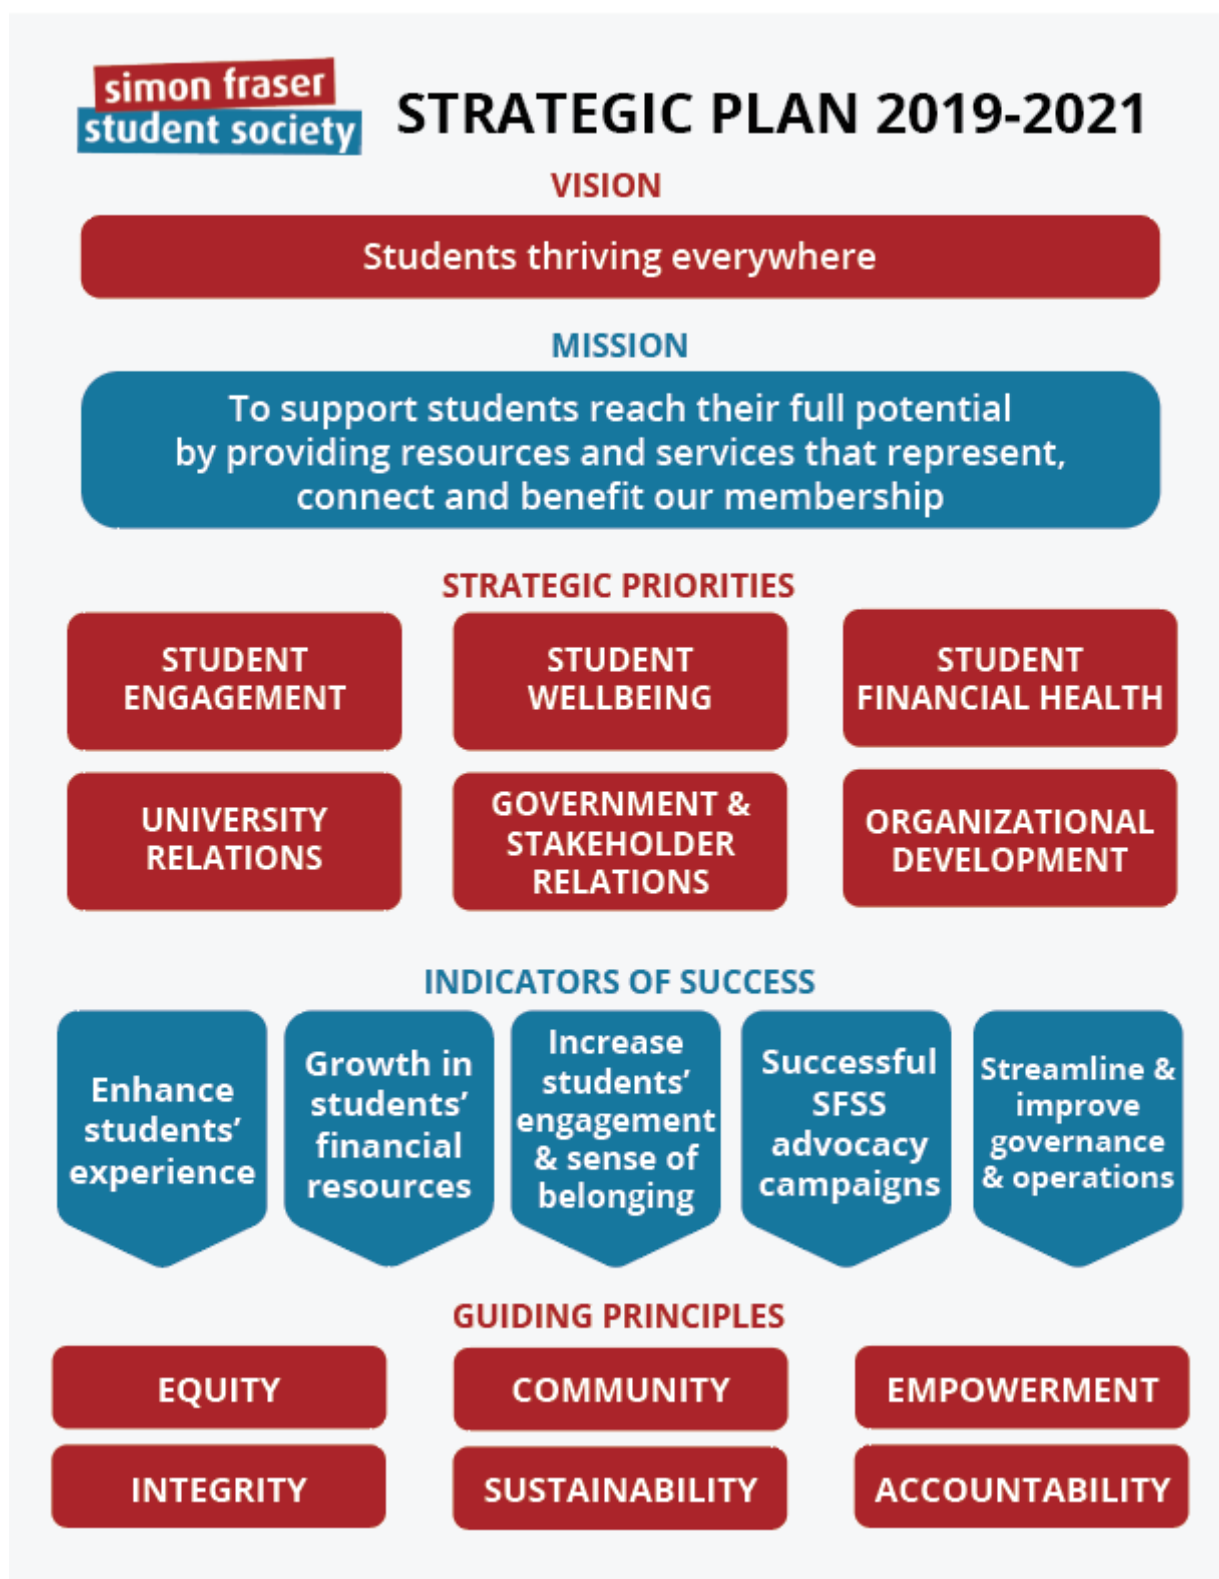 simon fraser
student society
STRATEGIC PLAN 2019-2021
VISION
Students thriving everywhere
MISSION
To support students reach their full potential
by providing resources and services that represent,
connect and benefit our membership
STRATEGIC PRIORITIES
STUDENT
ENGAGEMENT
STUDENT
WELLBEING
STUDENT
FINANCIAL HEALTH
UNIVERSITY
RELATIONS
GOVERNMENT &
STAKEHOLDER
RELATIONS
ORGANIZATIONAL
DEVELOPMENT
INDICATORS OF SUCCESS
Enhance
students’
experience
Growth in
students’
financial
resources
Increase
students’
engagement
& sense of
belonging
Successful
SFSS
advocacy
campaigns
Streamline &
improve
governance
& operations
GUIDING PRINCIPLES
EQUITY
COMMUNITY
EMPOWERMENT
INTEGRITY
SUSTAINABILITY
ACCOUNTABILITY